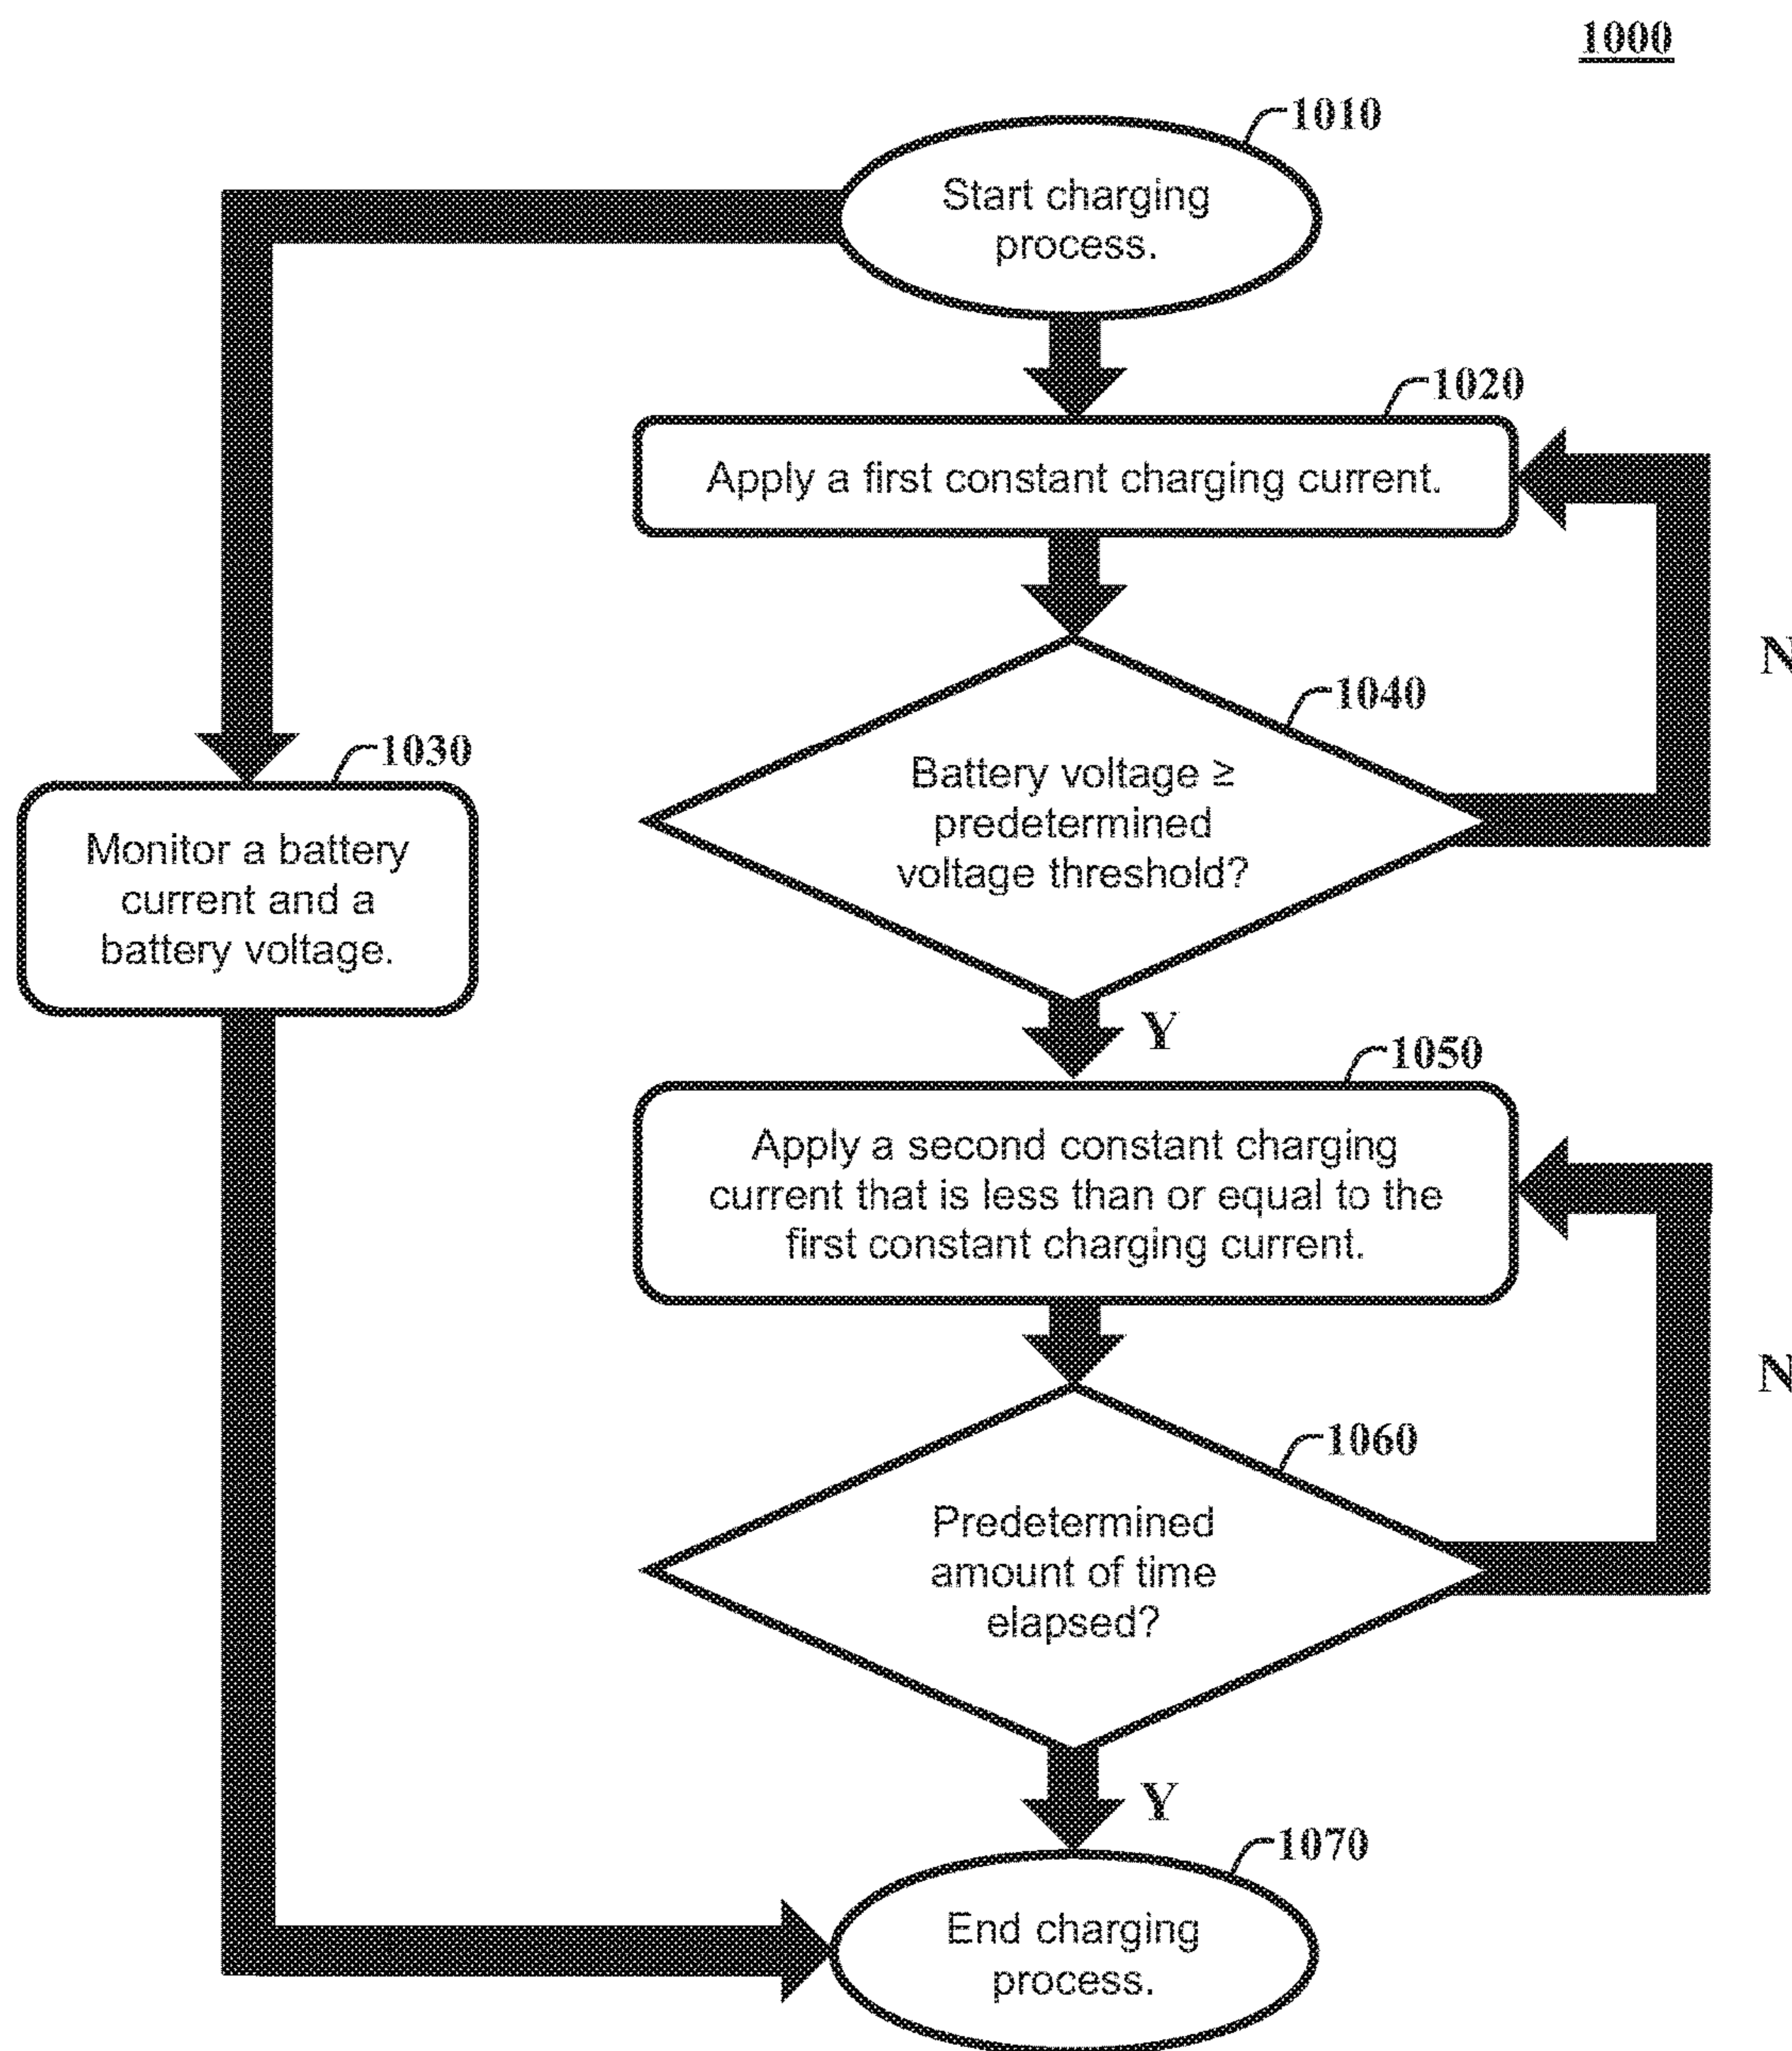 1000
1010
Start charging
process.
1020
Apply a first constant charging current.
N
1040
Battery voltage ≥
predetermined
voltage threshold?
1030
Monitor a battery
current and a
battery voltage.
Y
1050
Apply a second constant charging
current that is less than or equal to the
first constant charging current.
N
1060
Predetermined
amount of time
elapsed?
Y
1070
End charging
process.